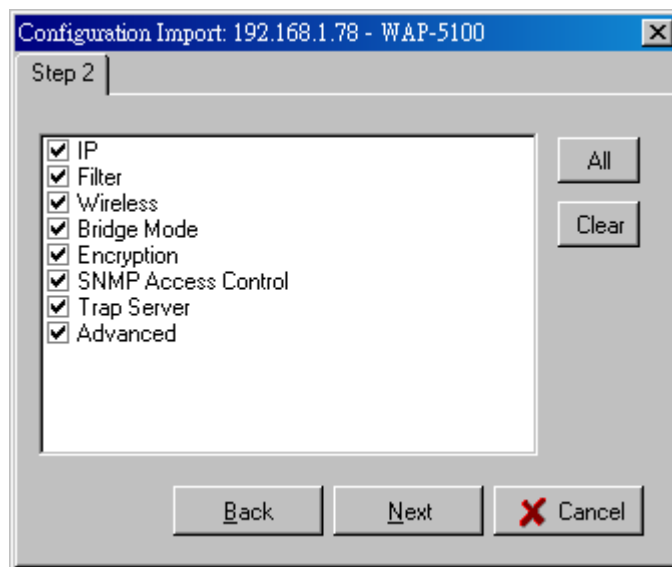 Configuration Import: 192.168.1.78 - WAP-5100
Step 2
IP
Filter
Wireless
Bridge Mode
Encryption
SNMP Access Control
Trap Server
Advanced
All
Clear
Back
Next
Cancel